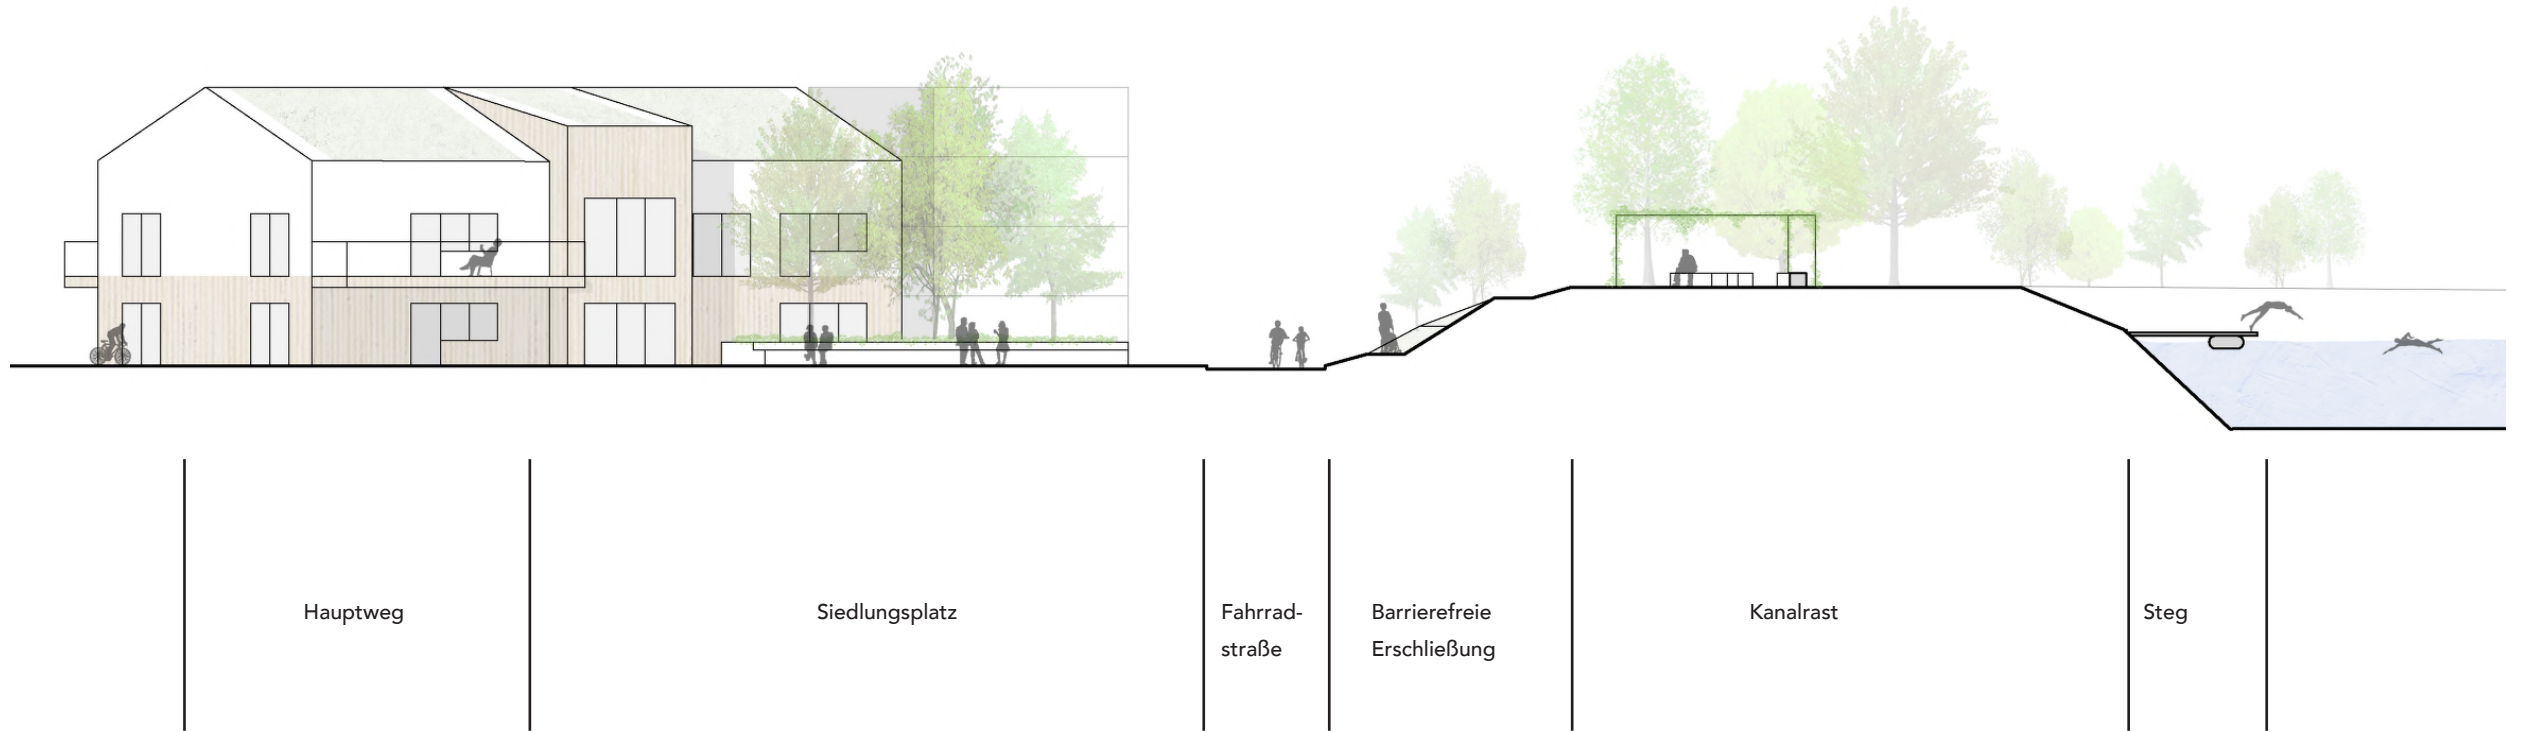 Hauptweg
Siedlungsplatz
Fahrrad-
straße
Barrierefreie
Erschließung
Kanalrast
Steg